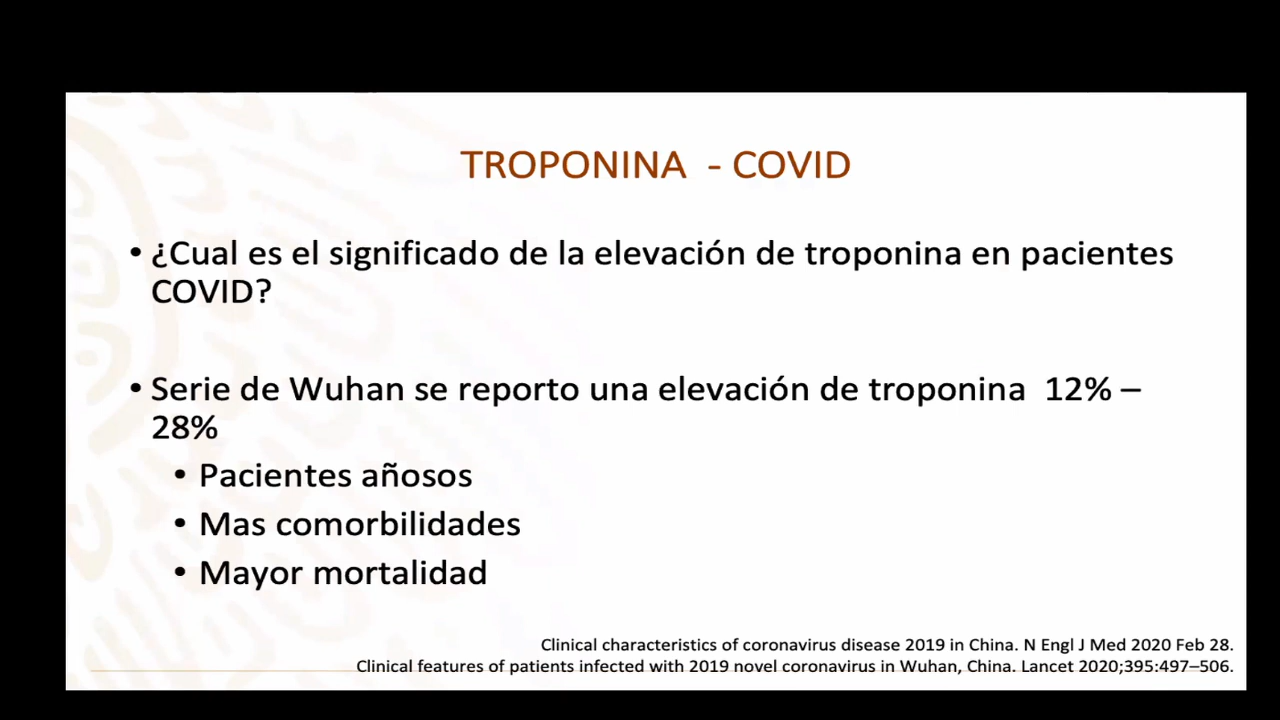 TROPONINA - COVID
• ¿Cual es el significado de la elevación de troponina en pacientes
COVID?
• Serie de Wuhan se reporto una elevación de troponina 12% –
28%
• Pacientes añosos
• Mas comorbilidades
• Mayor mortalidad
Clinical characteristics of coronavirus disease 2019 in China. N Engl J Med 2020 Feb 28.
Clinical features of patients infected with 2019 novel coronavirus in Wuhan, China. Lancet 2020;395:497–506.